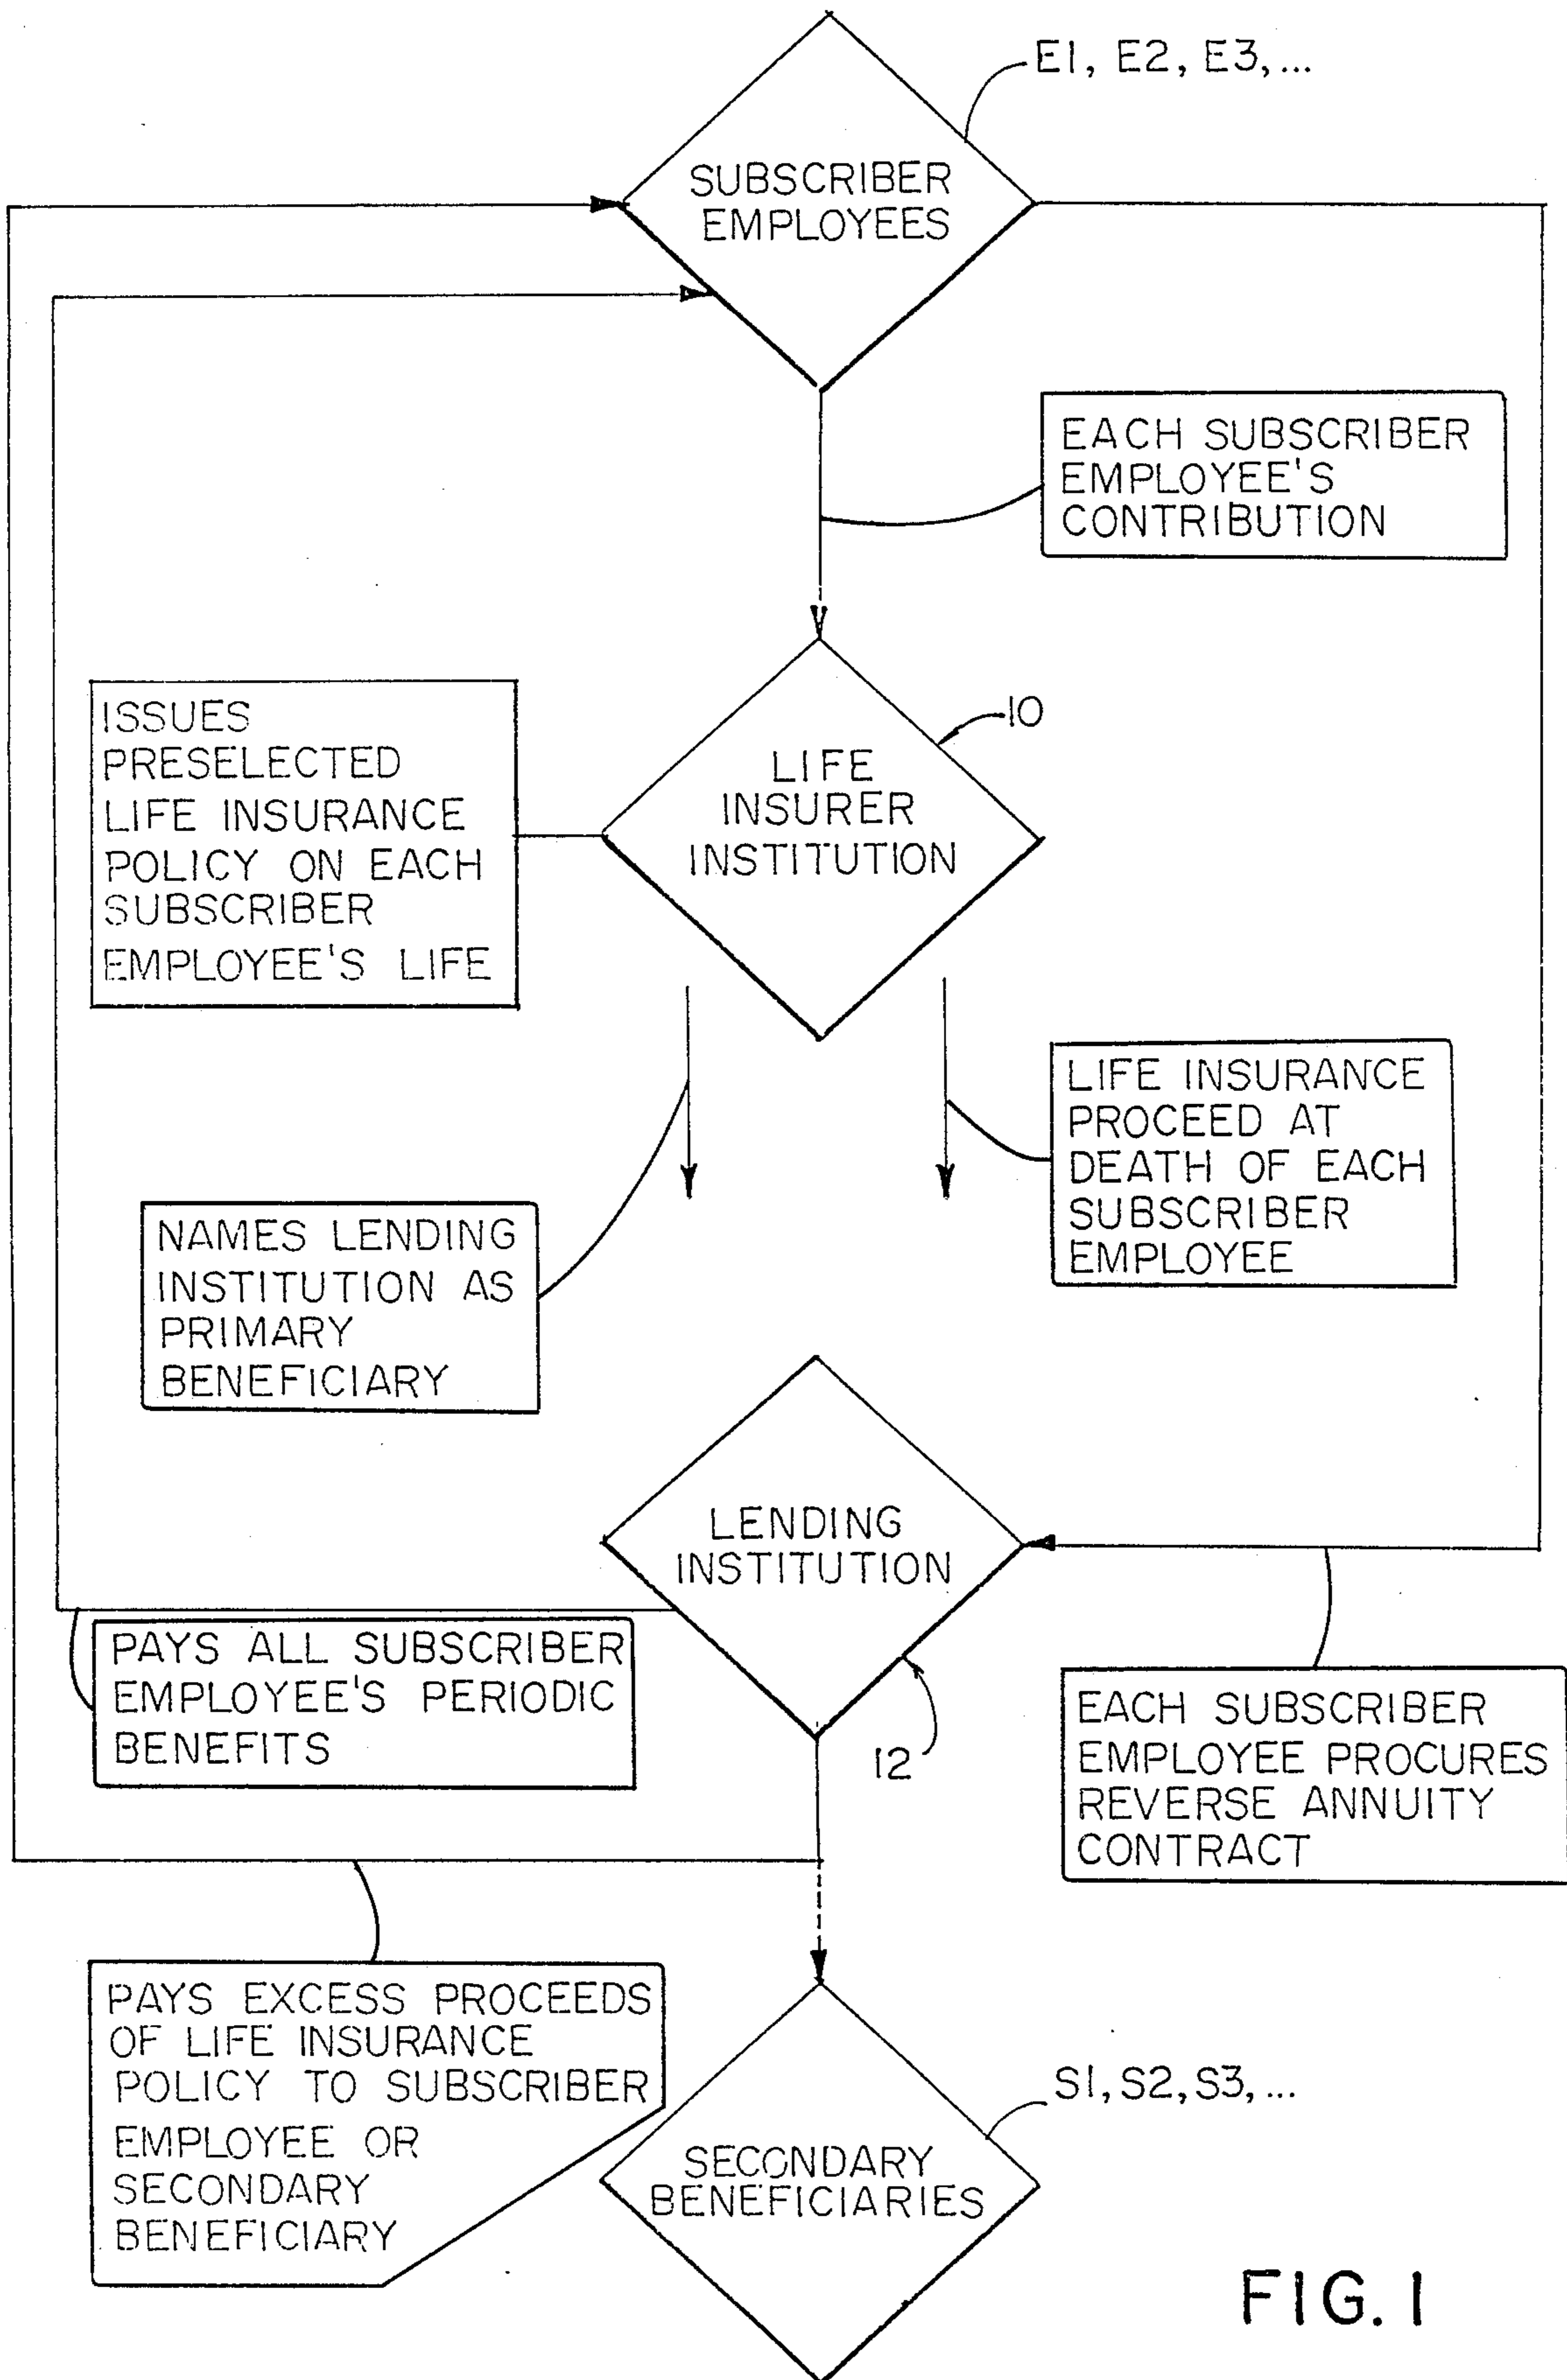 E1, E2, E3,...
SUBSCRIBER
EMPLOYEES
EACH SUBSCRIBER
EMPLOYEE'S
CONTRIBUTION
10
ISSUES
PRESELECTED
LIFE INSURANCE
POLICY ON EACH
SUBSCRIBER
EMPLOYEE'S LIFE
LIFE
INSURER
INSTITUTION
LIFE INSURANCE
PROCEED AT
DEATH OF EACH
SUBSCRIBER
EMPLOYEE
NAMES LENDING
INSTITUTION AS
PRIMARY
BENEFICIARY
LENDING
INSTITUTION
PAYS ALL SUBSCRIBER
EMPLOYEE'S PERIODIC
BENEFITS
12
EACH SUBSCRIBER
EMPLOYEE PROCURES
REVERSE ANNUITY
CONTRACT
PAYS EXCESS PROCEEDS
OF LIFE INSURANCE
POLICY TO SUBSCRIBER
EMPLOYEE OR
SECONDARY
BENEFICIARY
S1, S2, S3, ...
SECONDARY
BENEFICIARIES
FIG. 1